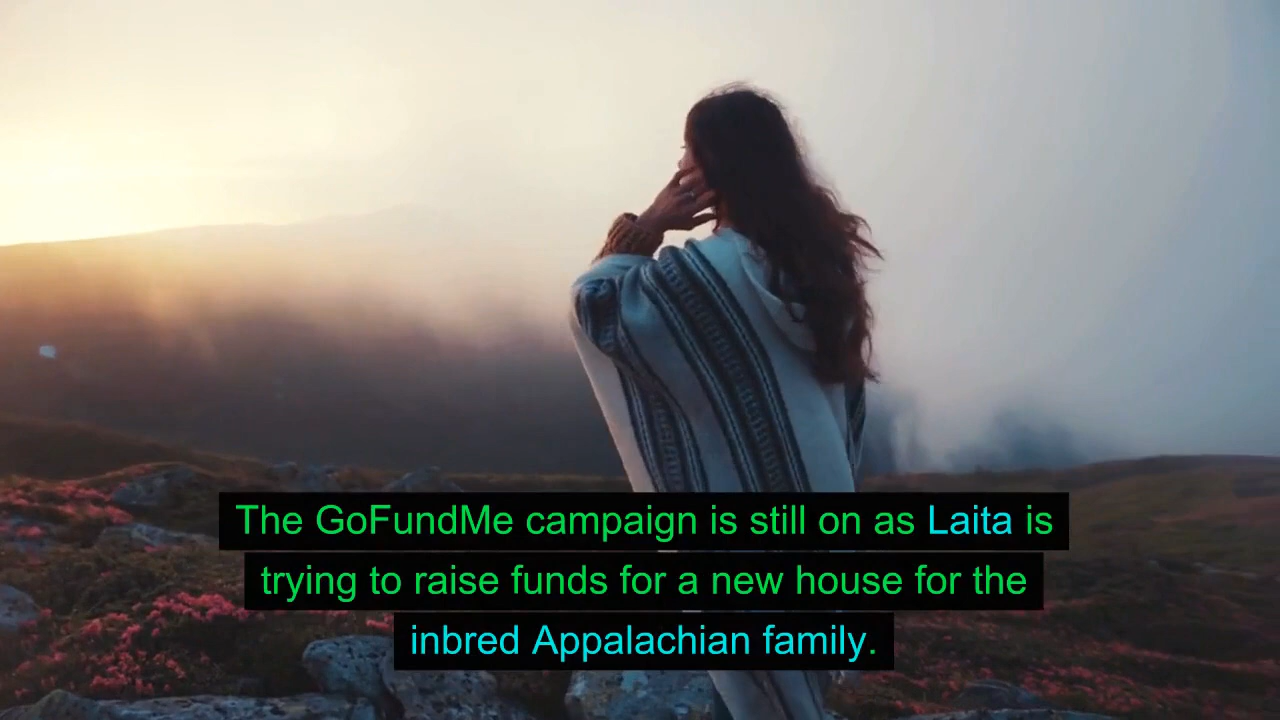 The GoFundMe campaign is still on as Laita is
trying to raise funds for a new house for the
inbred Appalachian family.